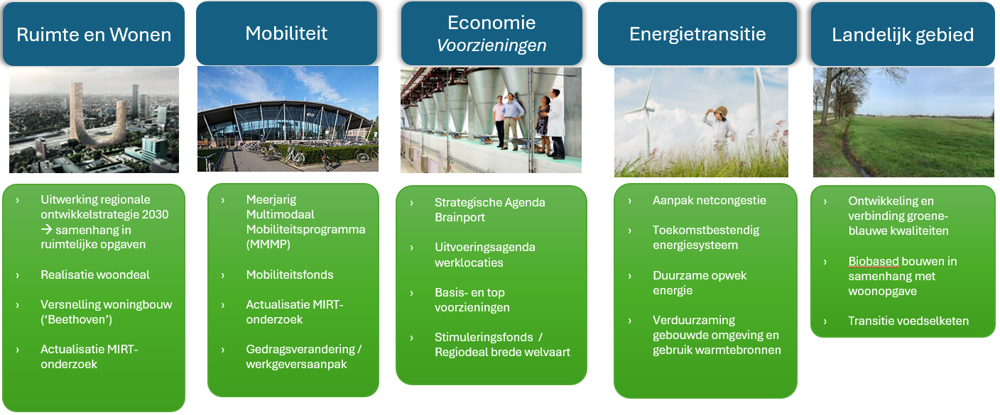 Ruimte en Wonen
Mobiliteit
Economie
Voorzieningen
Energietransitie
Landelijk gebied
› Uitwerking regionale
ontwikkelstrategie 2030
→ samenhang in
ruimtelijke opgaven
› Realisatie woondeal
› Versnelling woningbouw
(‘Beethoven’)
› Actualisatie MIRT-
onderzoek
› Meerjarig
Multimodaal
Mobiliteitsprogramma
(MMMP)
› Mobiliteitsfonds
› Actualisatie MIRT-
onderzoek
› Gedragsverandering /
werkgeversaanpak
› Strategische Agenda
Brainport
› Uitvoeringsagenda
werklocaties
› Basis- en top
voorzieningen
› Stimuleringsfonds /
Regiodeal brede welvaart
› Aanpak netcongestie
› Toekomstbestendig
energiesysteem
› Duurzame opwek
energie
› Verduurzaming
gebouwde omgeving en
gebruik warmtebronnen
› Ontwikkeling en
verbinding groene-
blauwe kwaliteiten
› Biobased bouwen in
samenhang met
woonopgave
› Transitie voedselketen